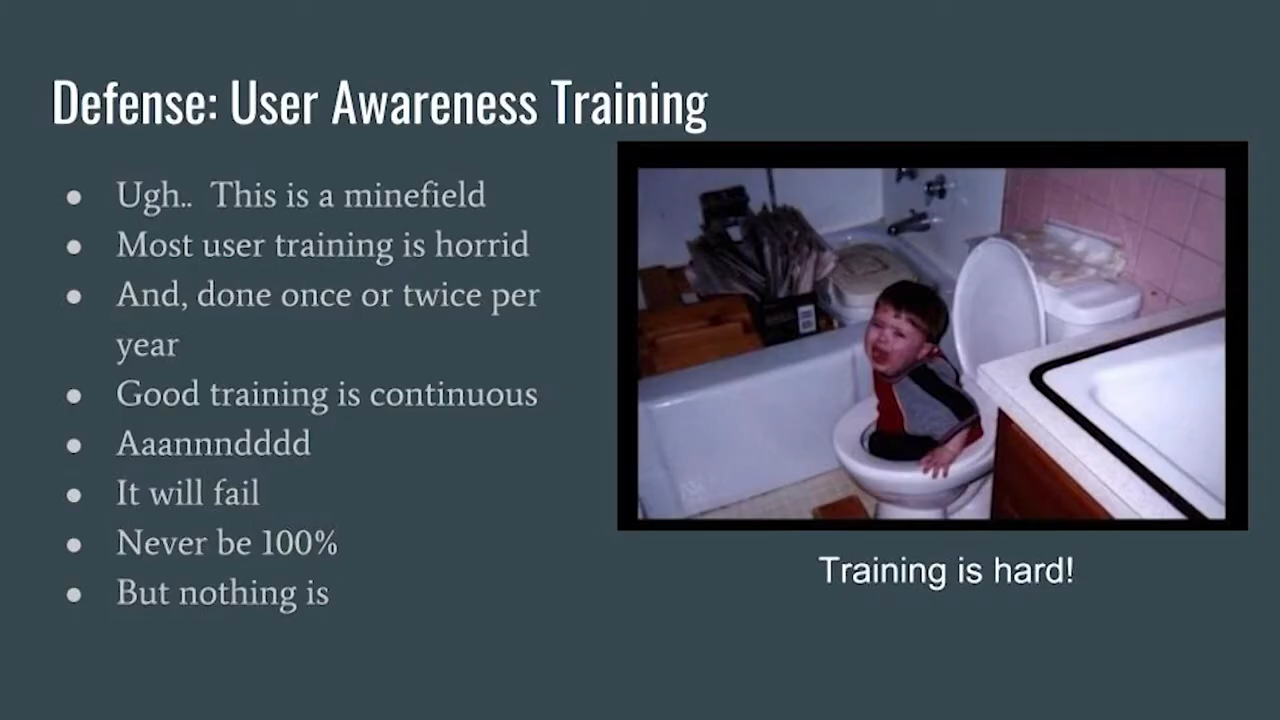 Defense: User Awareness Training
● Ugh..  This is a minefield
● Most user training is horrid
● And, done once or twice per
year
● Good training is continuous
● Aaannndddd
● It will fail
● Never be 100%
● But nothing is
Training is hard!